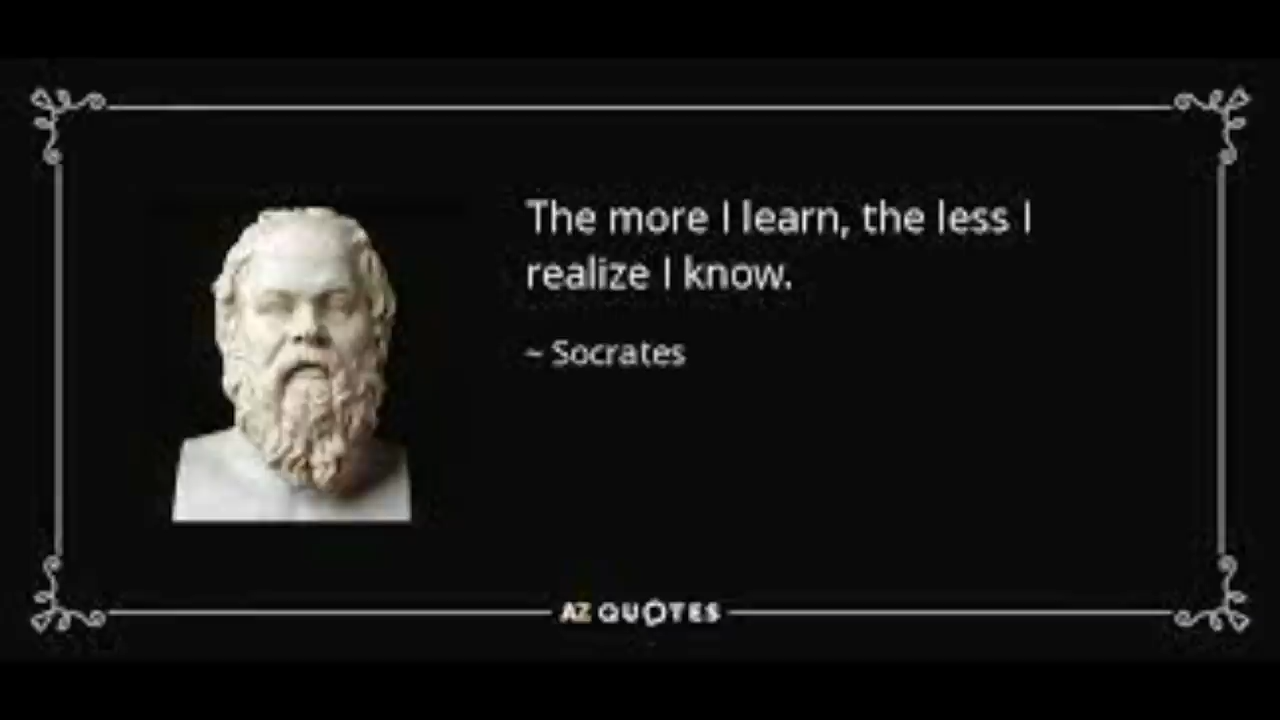 The more I learn, the less I
realize I know.
~ Socrates
AZ QUOTES